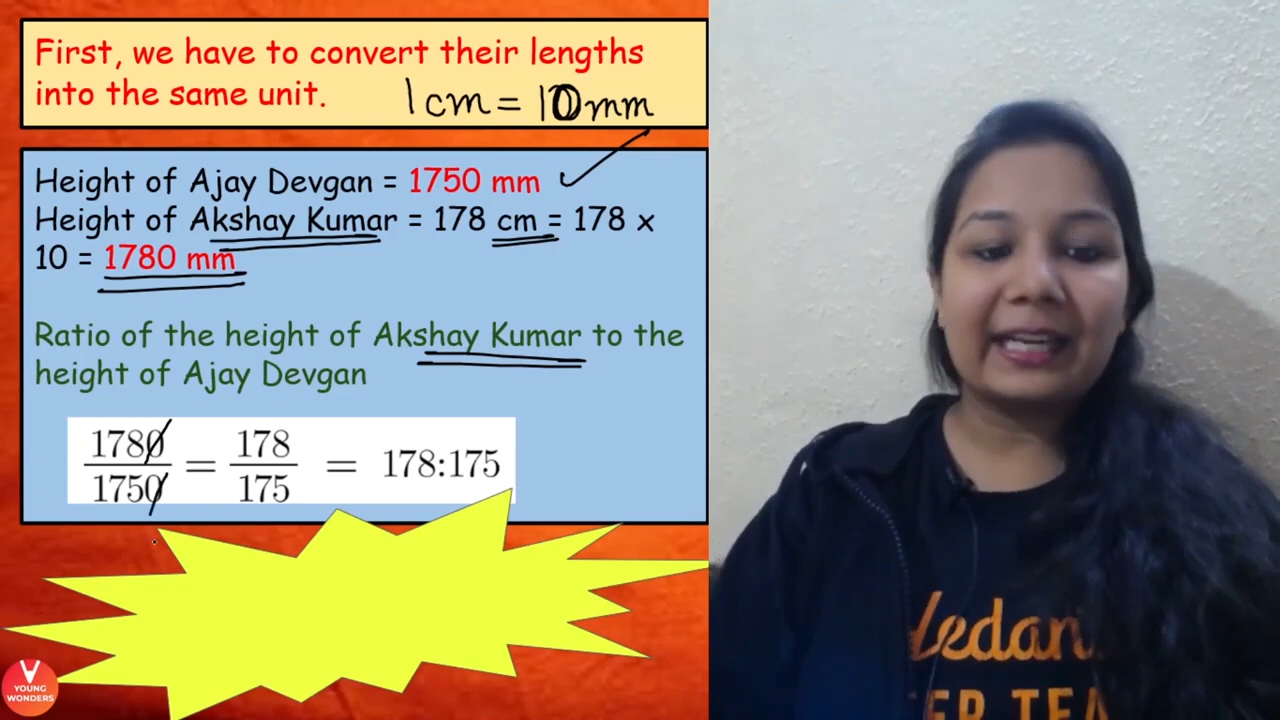 First, we have to convert their lengths
into the same unit.
1 cm = 10 mm
Height of Ajay Devgan = 1750 mm
Height of Akshay Kumar = 178 cm = 178 x
10 = 1780 mm
Ratio of the height of Akshay Kumar to the
height of Ajay Devgan
1780/1750 = 178/175 = 178:175
V
YOUNG
WONDERS